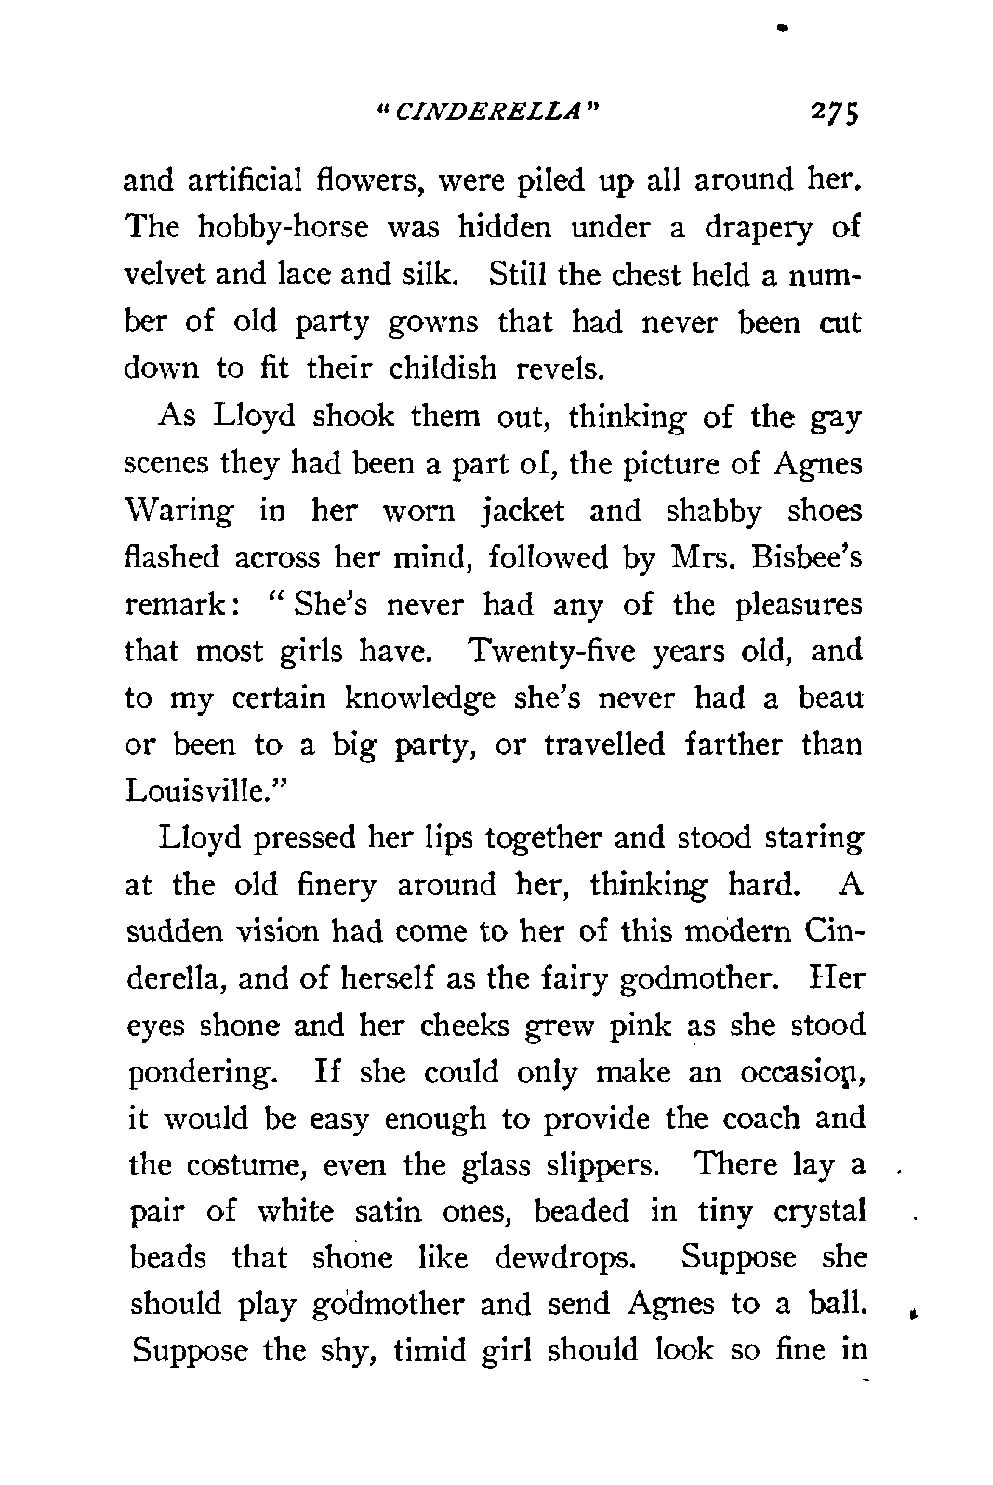 "CINDERELLA" 275
and artificial flowers, were piled up all around her.
The hobby-horse was hidden under a drapery of
velvet and lace and silk. Still the chest held a num-
ber of old party gowns that had never been cut
down to fit their childish revels.
As Lloyd shook them out, thinking of the gay
scenes they had been a part of, the picture of Agnes
Waring in her worn jacket and shabby shoes
flashed across her mind, followed by Mrs. Bisbee's
remark: "She's never had any of the pleasures
that most girls have. Twenty-five years old, and
to my certain knowledge she's never had a beau
or been to a big party, or travelled farther than
Louisville."
Lloyd pressed her lips together and stood staring
at the old finery around her, thinking hard. A
sudden vision had come to her of this modern Cin-
derella, and of herself as the fairy godmother. Her
eyes shone and her cheeks grew pink as she stood
pondering. If she could only make an occasion,
it would be easy enough to provide the coach and
the costume, even the glass slippers. There lay a
pair of white satin ones, beaded in tiny crystal
beads that shone like dewdrops. Suppose she
should play godmother and send Agnes to a ball.
Suppose the shy, timid girl should look so fine in